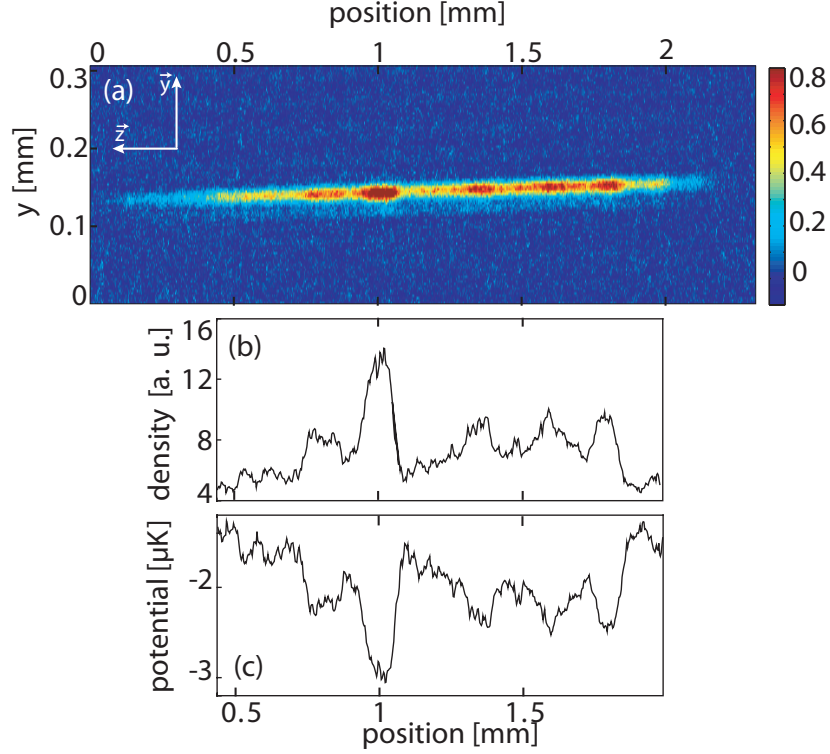 position [mm]
0 0.5 1 1.5 2
0.3
(a)
y
z
0.2
y [mm]
0.1
0
0.8
0.6
0.4
0.2
0
16
(b)
12
density [a. u.]
8
4
-2
potential [µK]
-3
(c)
0.5 1 1.5
position [mm]